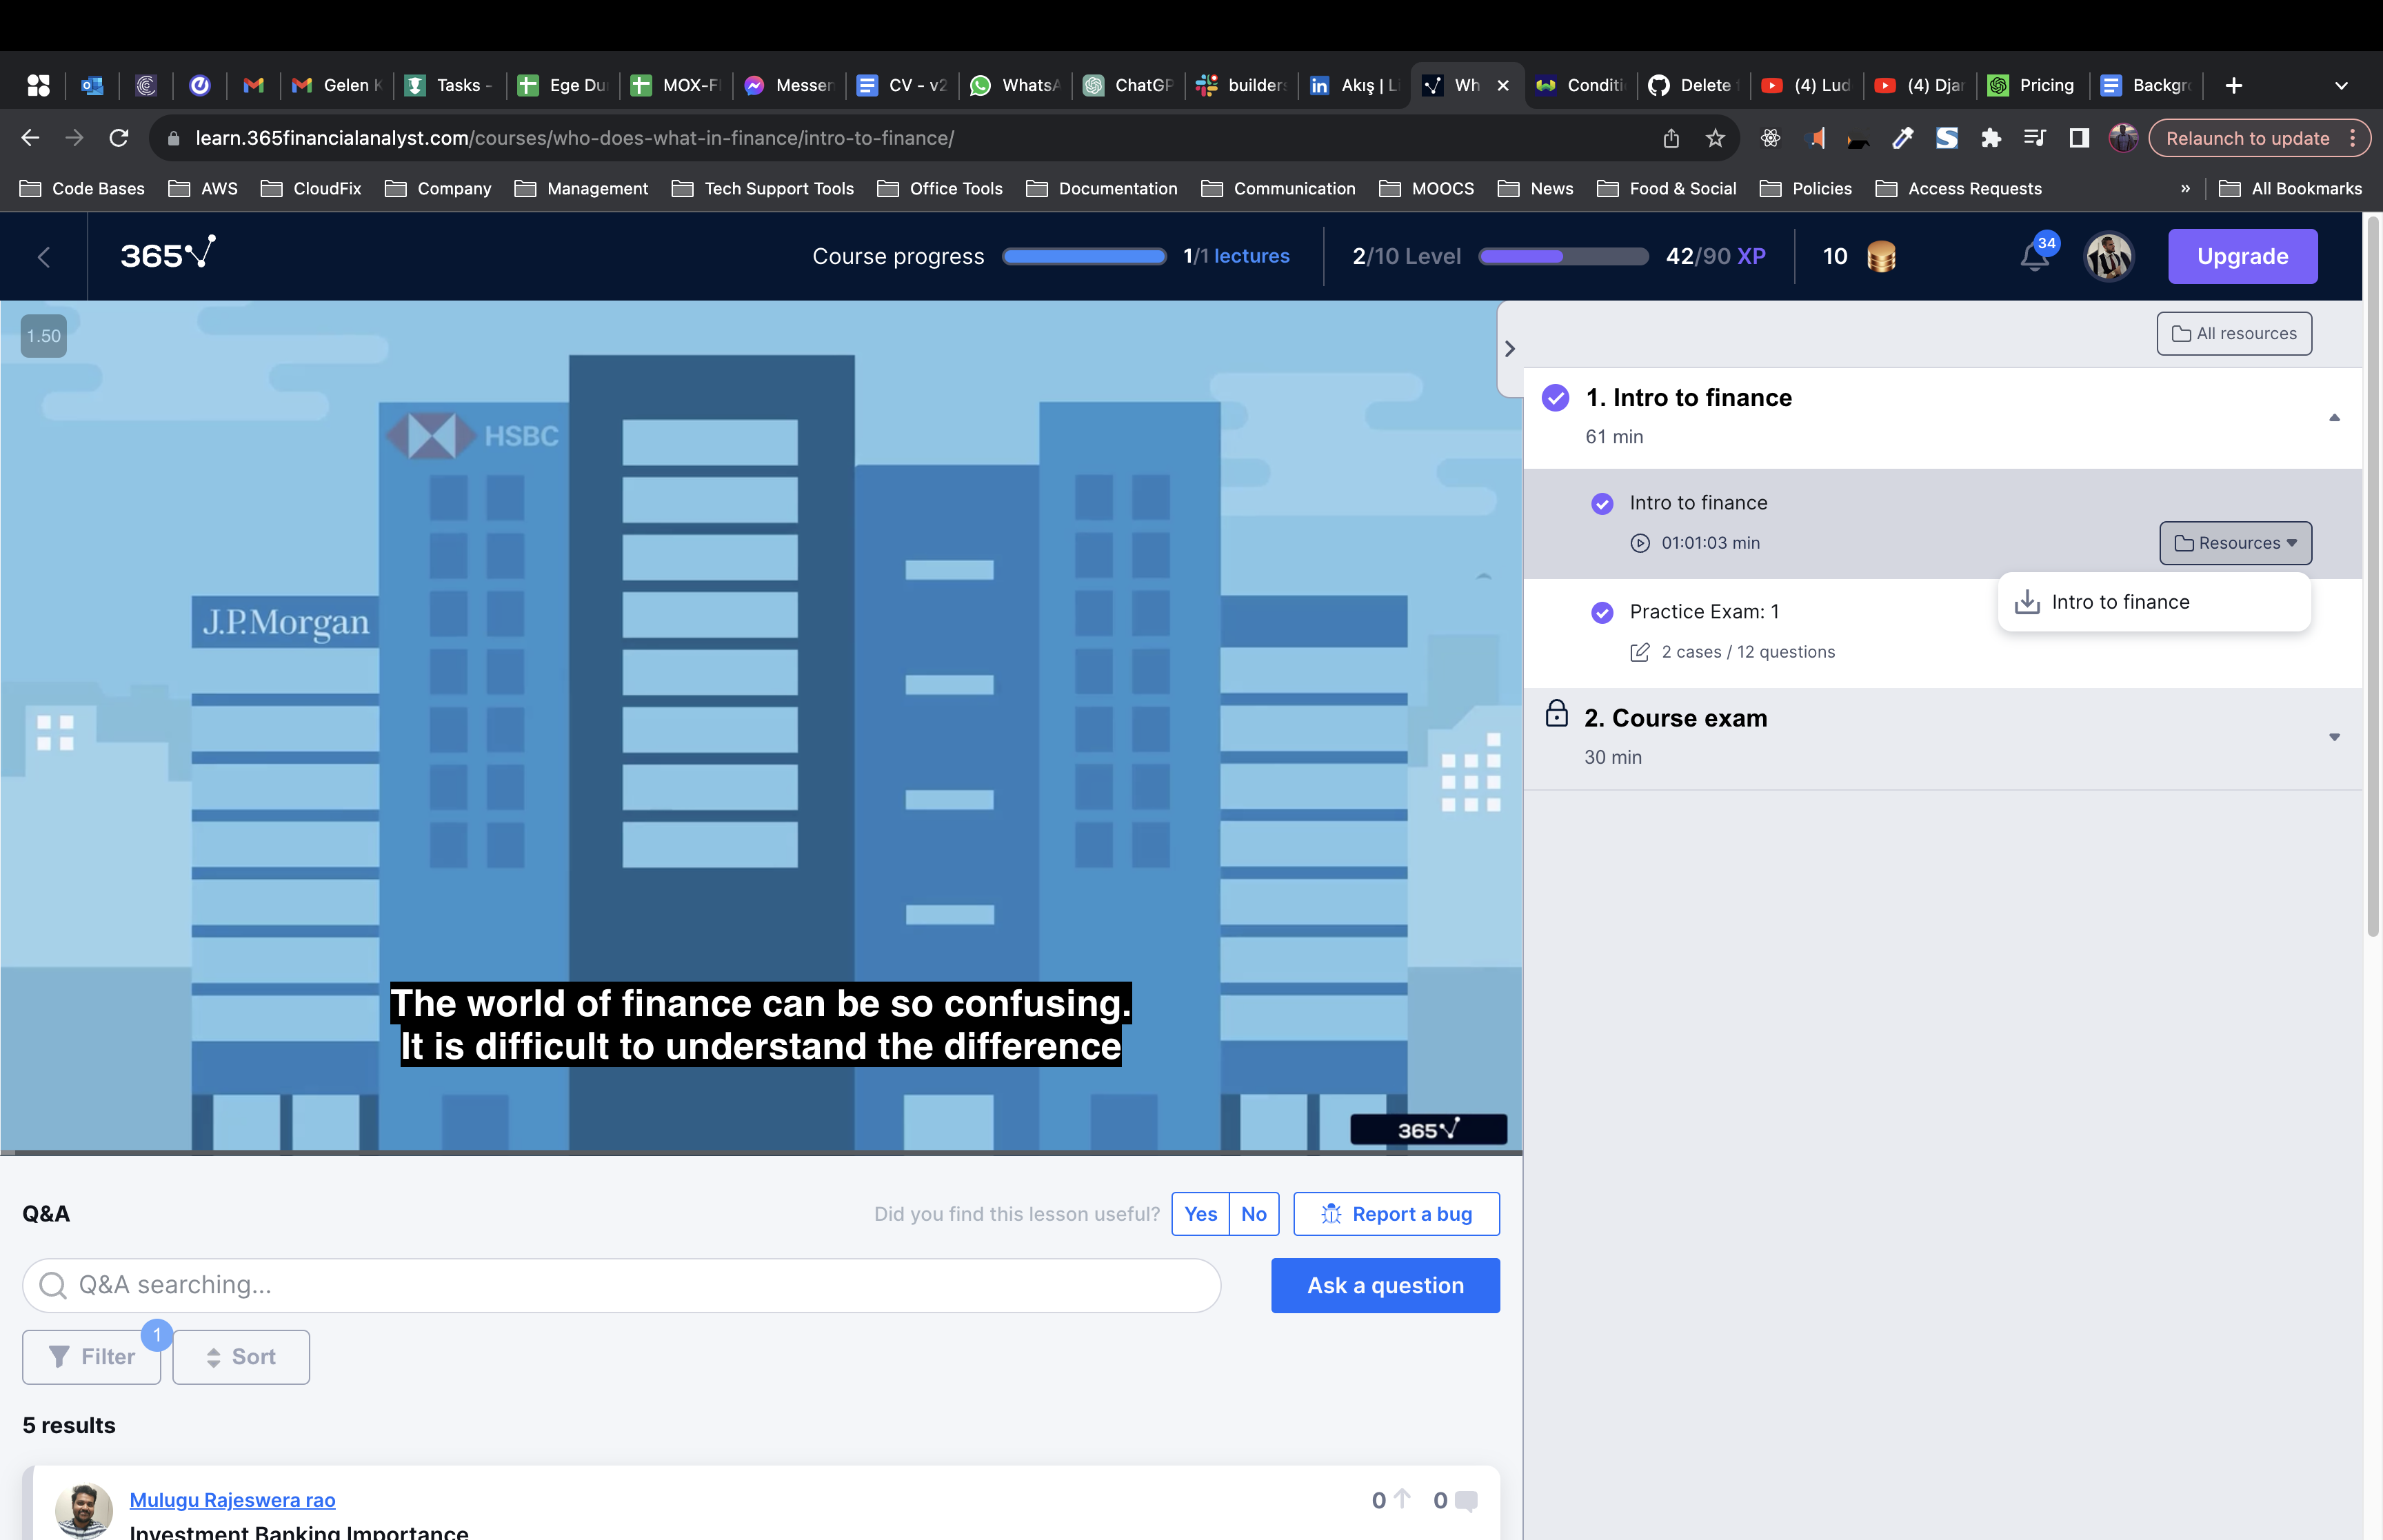 Gelen K
Tasks -
Ege Du
MOX-F
Messen
CV - v2
WhatsA
ChatGP
builders
Akış | L
Wh
Conditi
Delete
(4) Lud
(4) Djan
Pricing
Backgr
learn.365financialanalyst.com/courses/who-does-what-in-finance/intro-to-finance/
Relaunch to update
Code Bases
AWS
CloudFix
Company
Management
Tech Support Tools
Office Tools
Documentation
Communication
MOOCS
News
Food & Social
Policies
Access Requests
»
All Bookmarks
365
Course progress
1/1 lectures
2/10 Level
42/90 XP
10
34
Upgrade
1.50
HSBC
J.P.Morgan
The world of finance can be so confusing.
It is difficult to understand the difference
365
All resources
1. Intro to finance
61 min
Intro to finance
01:01:03 min
Resources
Intro to finance
Practice Exam: 1
2 cases / 12 questions
2. Course exam
30 min
Q&A
Did you find this lesson useful?
Yes
No
Report a bug
Q&A searching...
Ask a question
Filter
1
Sort
5 results
Mulugu Rajeswera rao
0
0
Investment Banking Importance